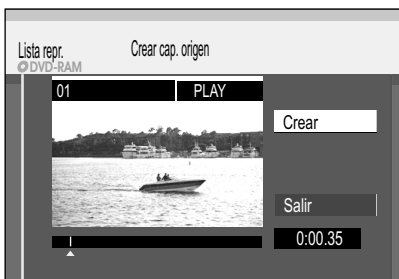 Lista repr. Crear cap. origen
DVD-RAM
01 PLAY
Crear
Salir
0:00.35